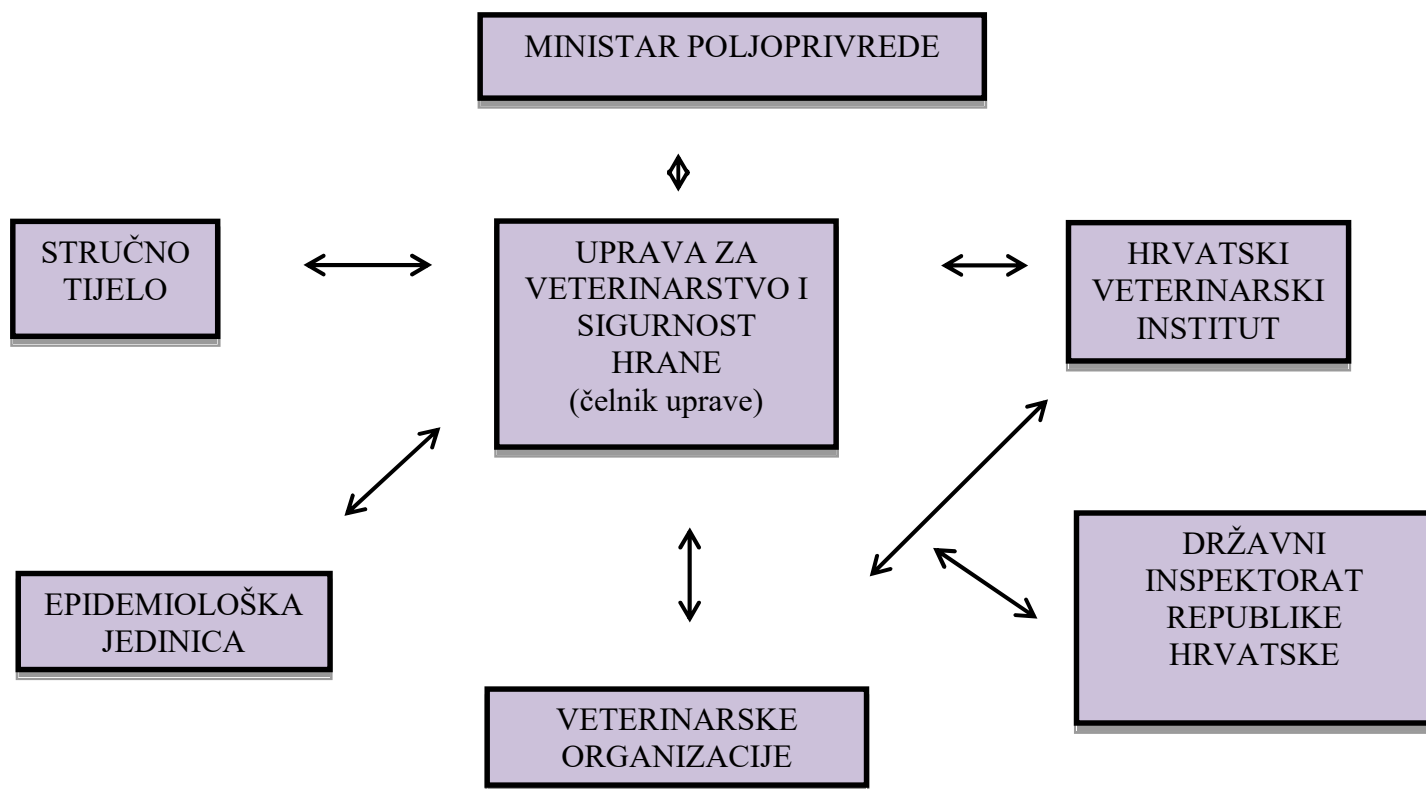 MINISTAR POLJOPRIVREDE
STRUČNO
TIJELO
UPRAVA ZA
VETERINARSTVO I
SIGURNOST
HRANE
(čelnik uprave)
HRVATSKI
VETERINARSKI
INSTITUT
EPIDEMIOLOŠKA
JEDINICA
VETERINARSKE
ORGANIZACIJE
DRŽAVNI
INSPEKTORAT
REPUBLIKE
HRVATSKE